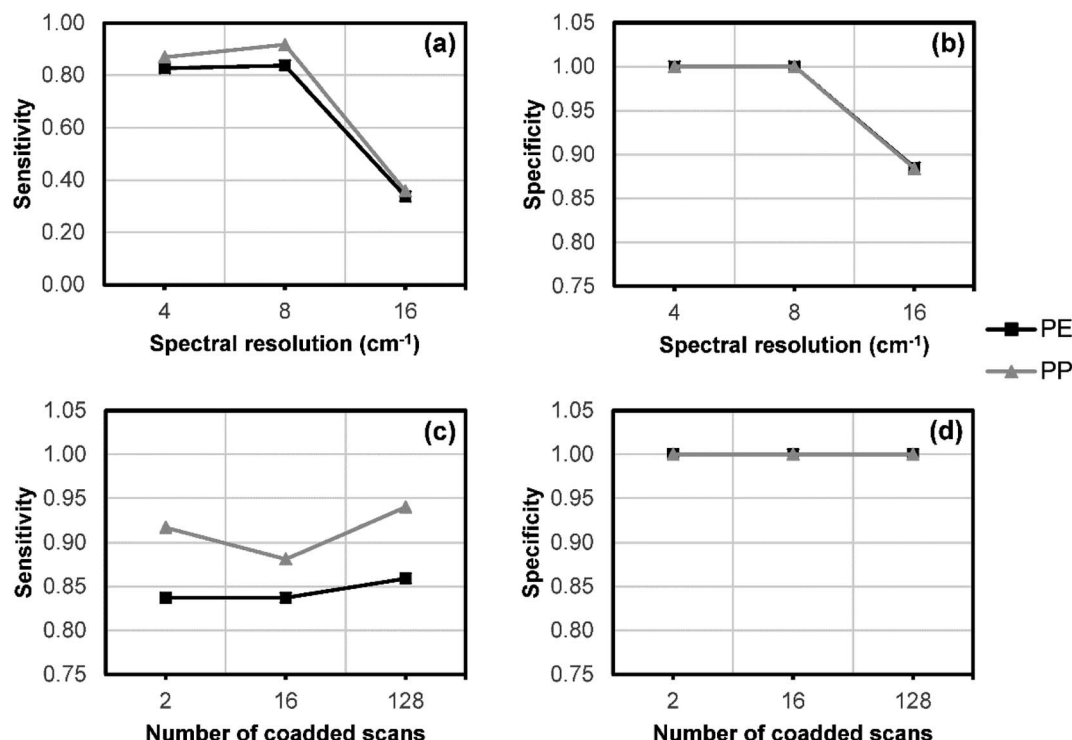 (a)
Sensitivity
1.00
0.80
0.60
0.40
0.20
0.00
4 8 16
Spectral resolution (cm⁻¹)
(b)
Specificity
1.05
1.00
0.95
0.90
0.85
0.80
0.75
4 8 16
Spectral resolution (cm⁻¹)
PE
PP
(c)
Sensitivity
1.05
1.00
0.95
0.90
0.85
0.80
0.75
2 16 128
Number of coadded scans
(d)
Specificity
1.05
1.00
0.95
0.90
0.85
0.80
0.75
2 16 128
Number of coadded scans